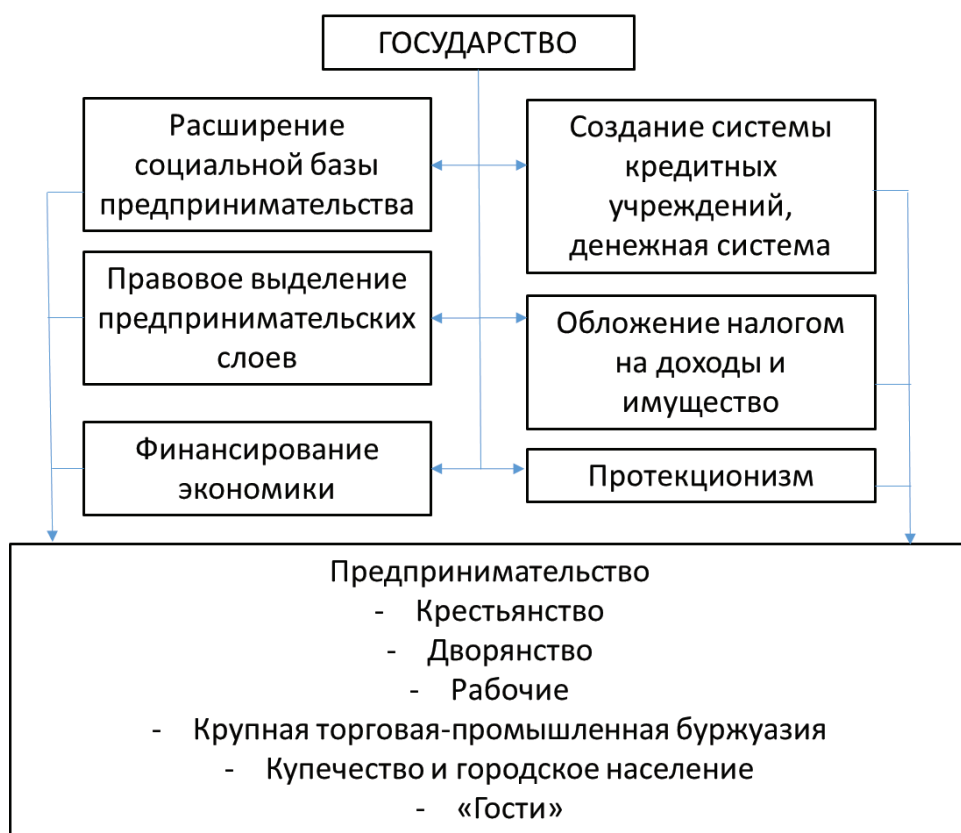 ГОСУДАРСТВО
Расширение
социальной базы
предпринимательства
Создание системы
кредитных
учреждений,
денежная система
Правовое выделение
предпринимательских
слоев
Обложение налогом
на доходы и
имущество
Финансирование
экономики
Протекционизм
Предпринимательство
- Крестьянство
- Дворянство
- Рабочие
- Крупная торговая-промышленная буржуазия
- Купечество и городское население
- «Гости»